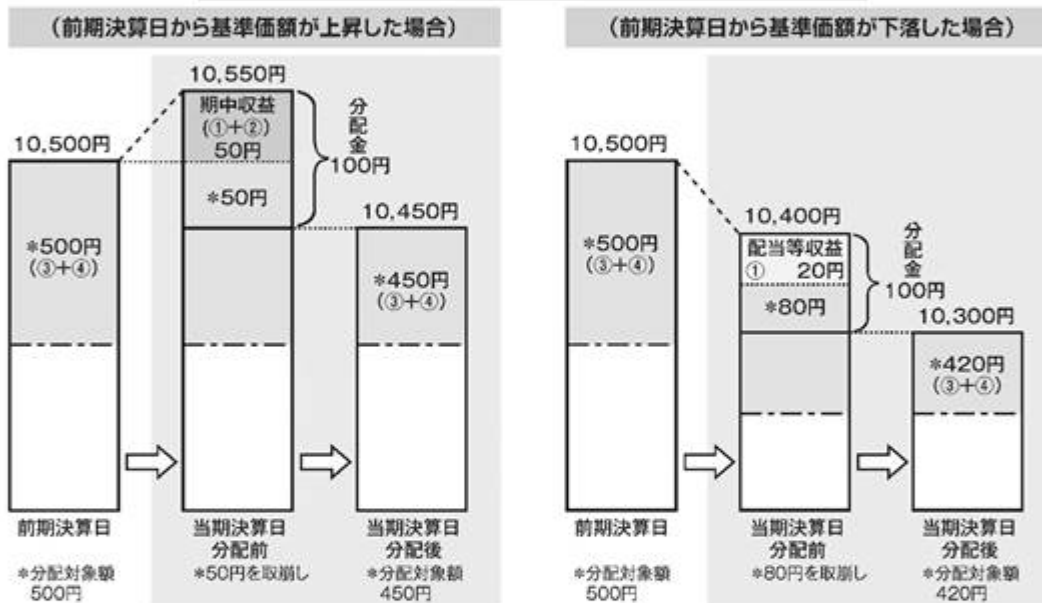 (前期決算日から基準価額が上昇した場合)
10,550円
期中収益
(①+②)
50円
分配金
100円
10,500円
*50円
10,450円
*500円
(③+④)
*450円
(③+④)
前期決算日
当期決算日
分配前
当期決算日
分配後
*分配対象額
500円
*50円を取崩し
*分配対象額
450円
(前期決算日から基準価額が下落した場合)
10,500円
10,400円
配当等収益
① 20円
分配金
100円
*500円
(③+④)
*80円
10,300円
*420円
(③+④)
前期決算日
当期決算日
分配前
当期決算日
分配後
*分配対象額
500円
*80円を取崩し
*分配対象額
420円